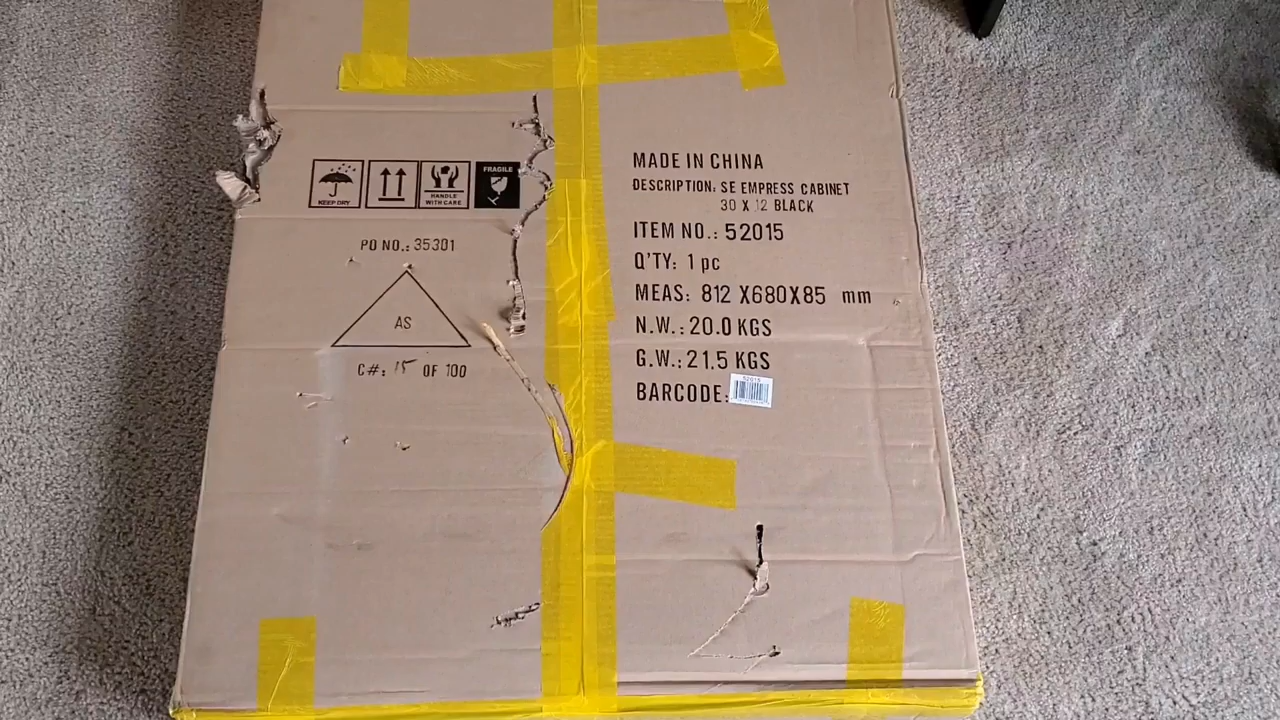 KEEP DRY
HANDLE
WITH CARE
FRAGILE
PO NO.: 35301
AS
C#: 15 OF 100
MADE IN CHINA
DESCRIPTION: SE EMPRESS CABINET
30 X 12 BLACK
ITEM NO.: 52015
Q'TY: 1 pc
MEAS: 812 X680X85 mm
N.W.: 20.0 KGS
G.W.: 21.5 KGS
BARCODE:
52015